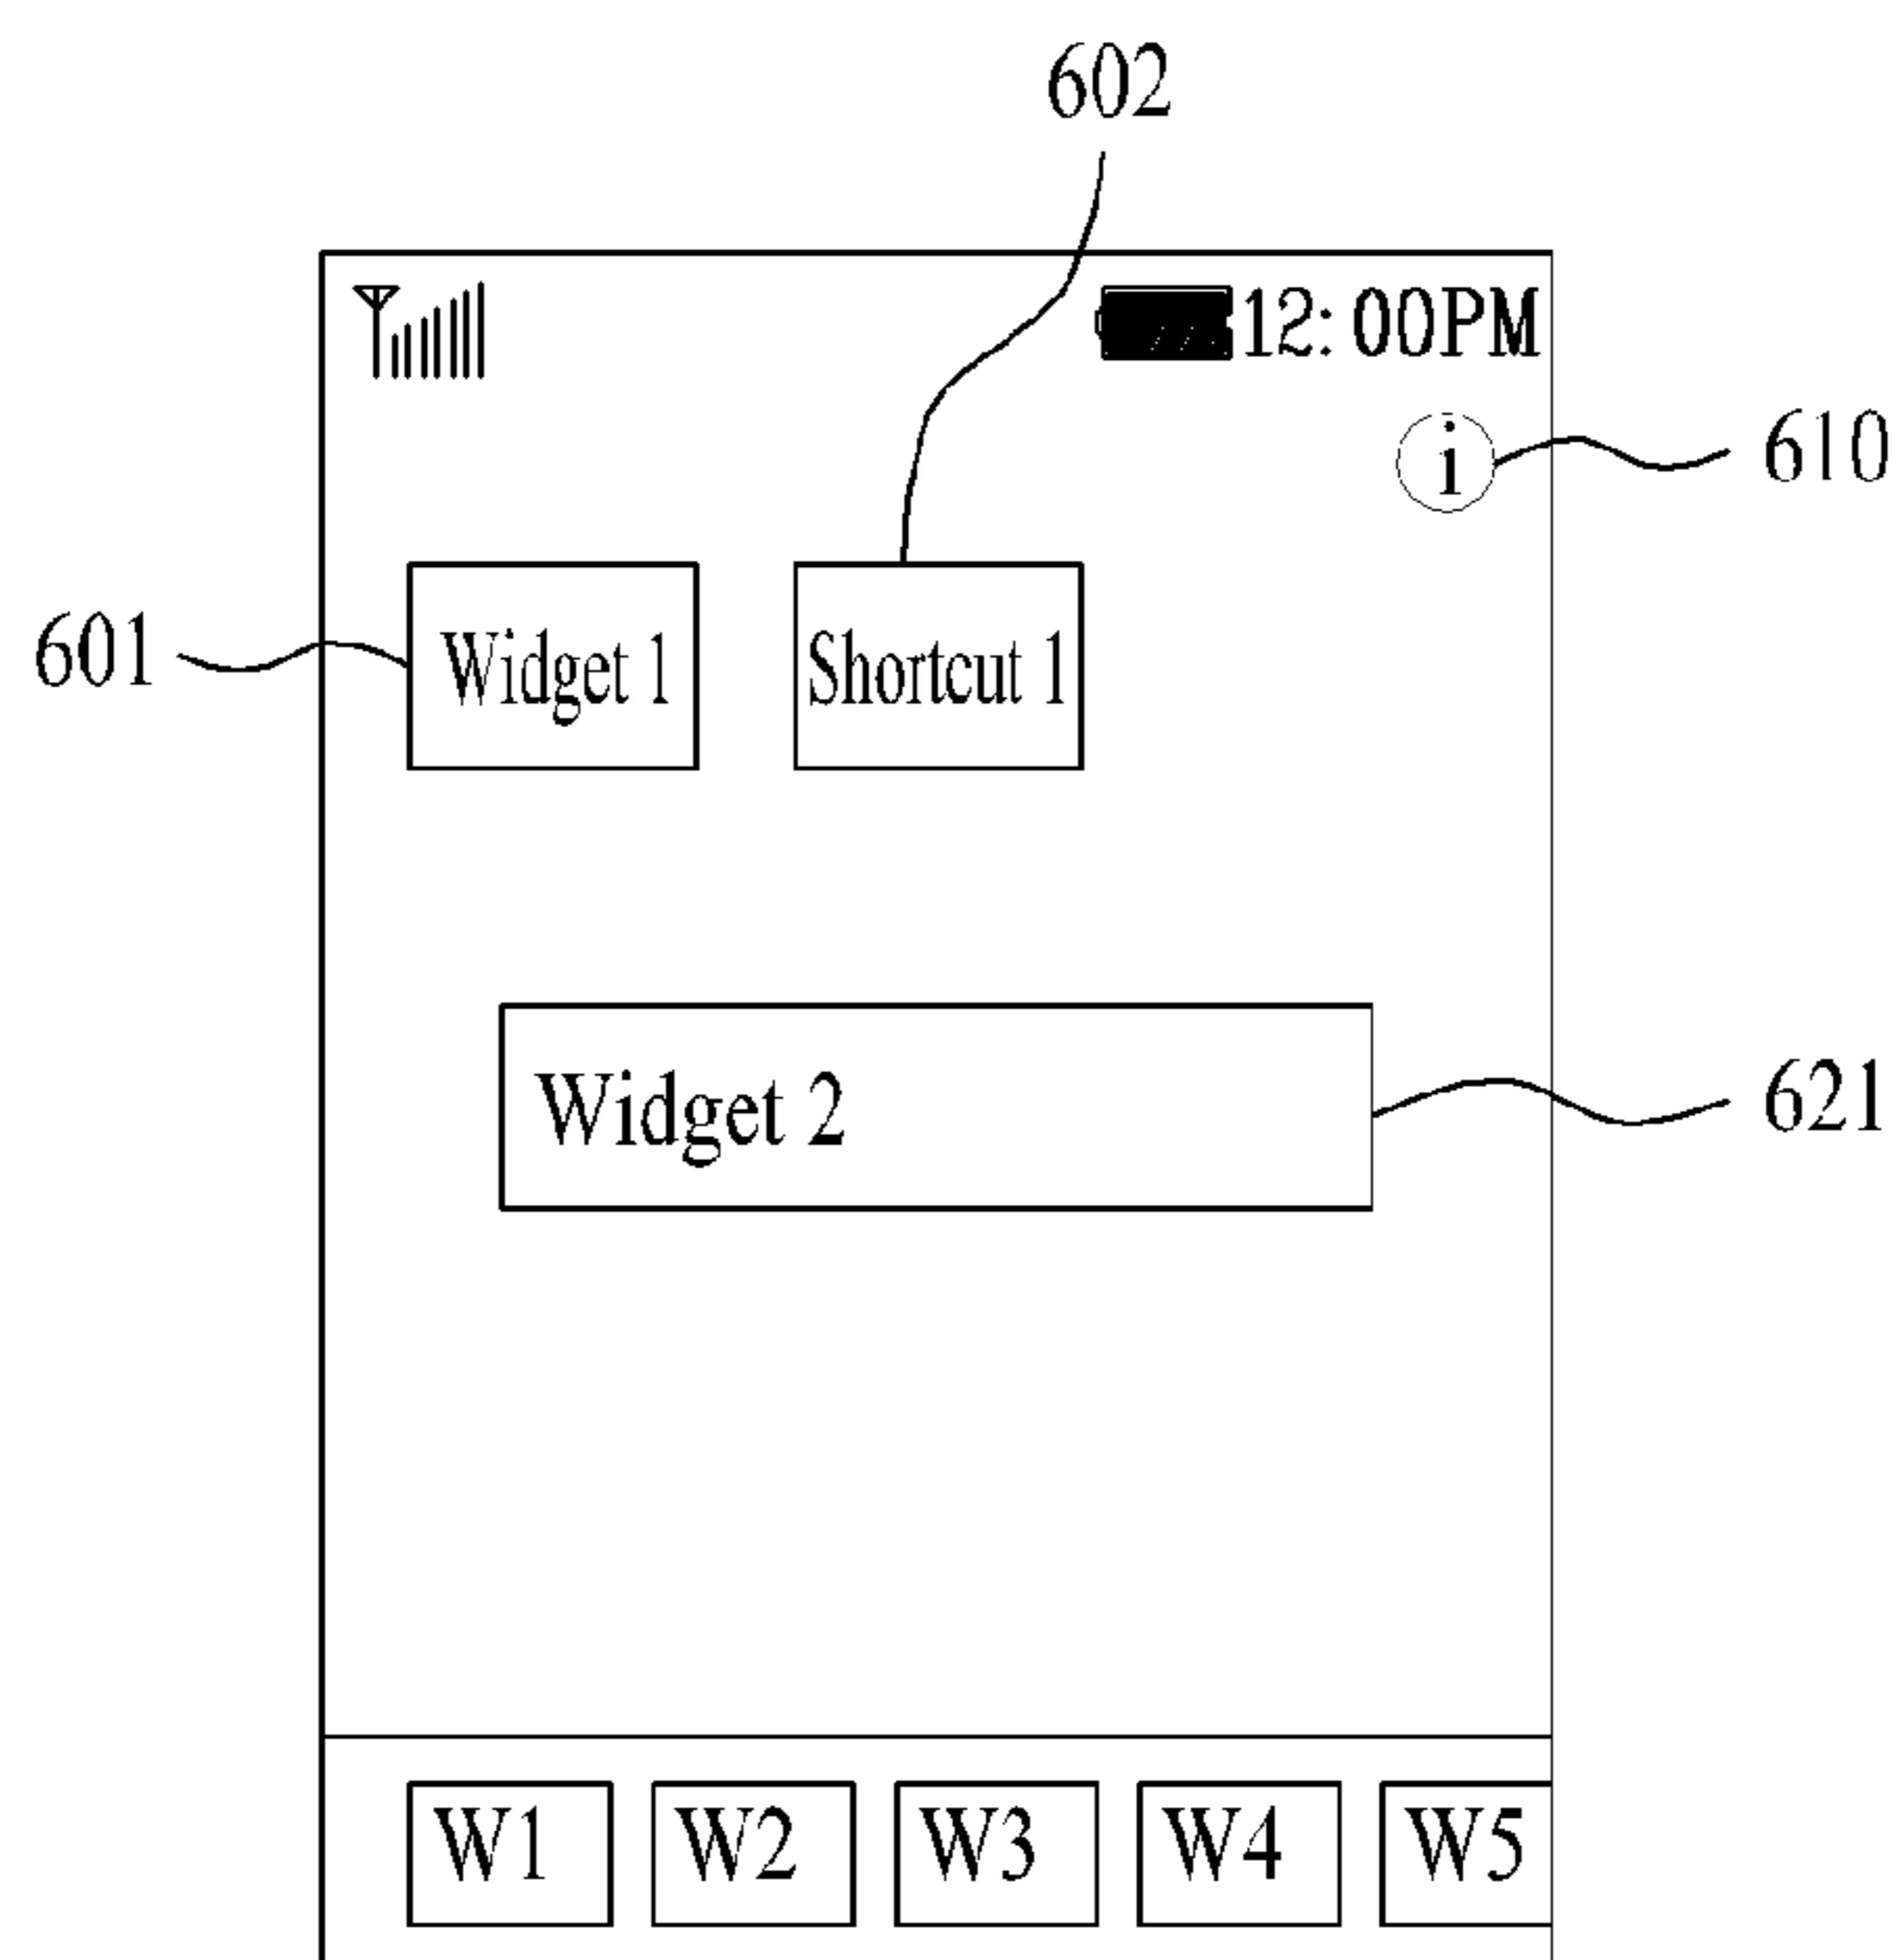 602
12:00PM
i
610
601
Widget 1
Shortcut 1
Widget 2
621
W1
W2
W3
W4
W5